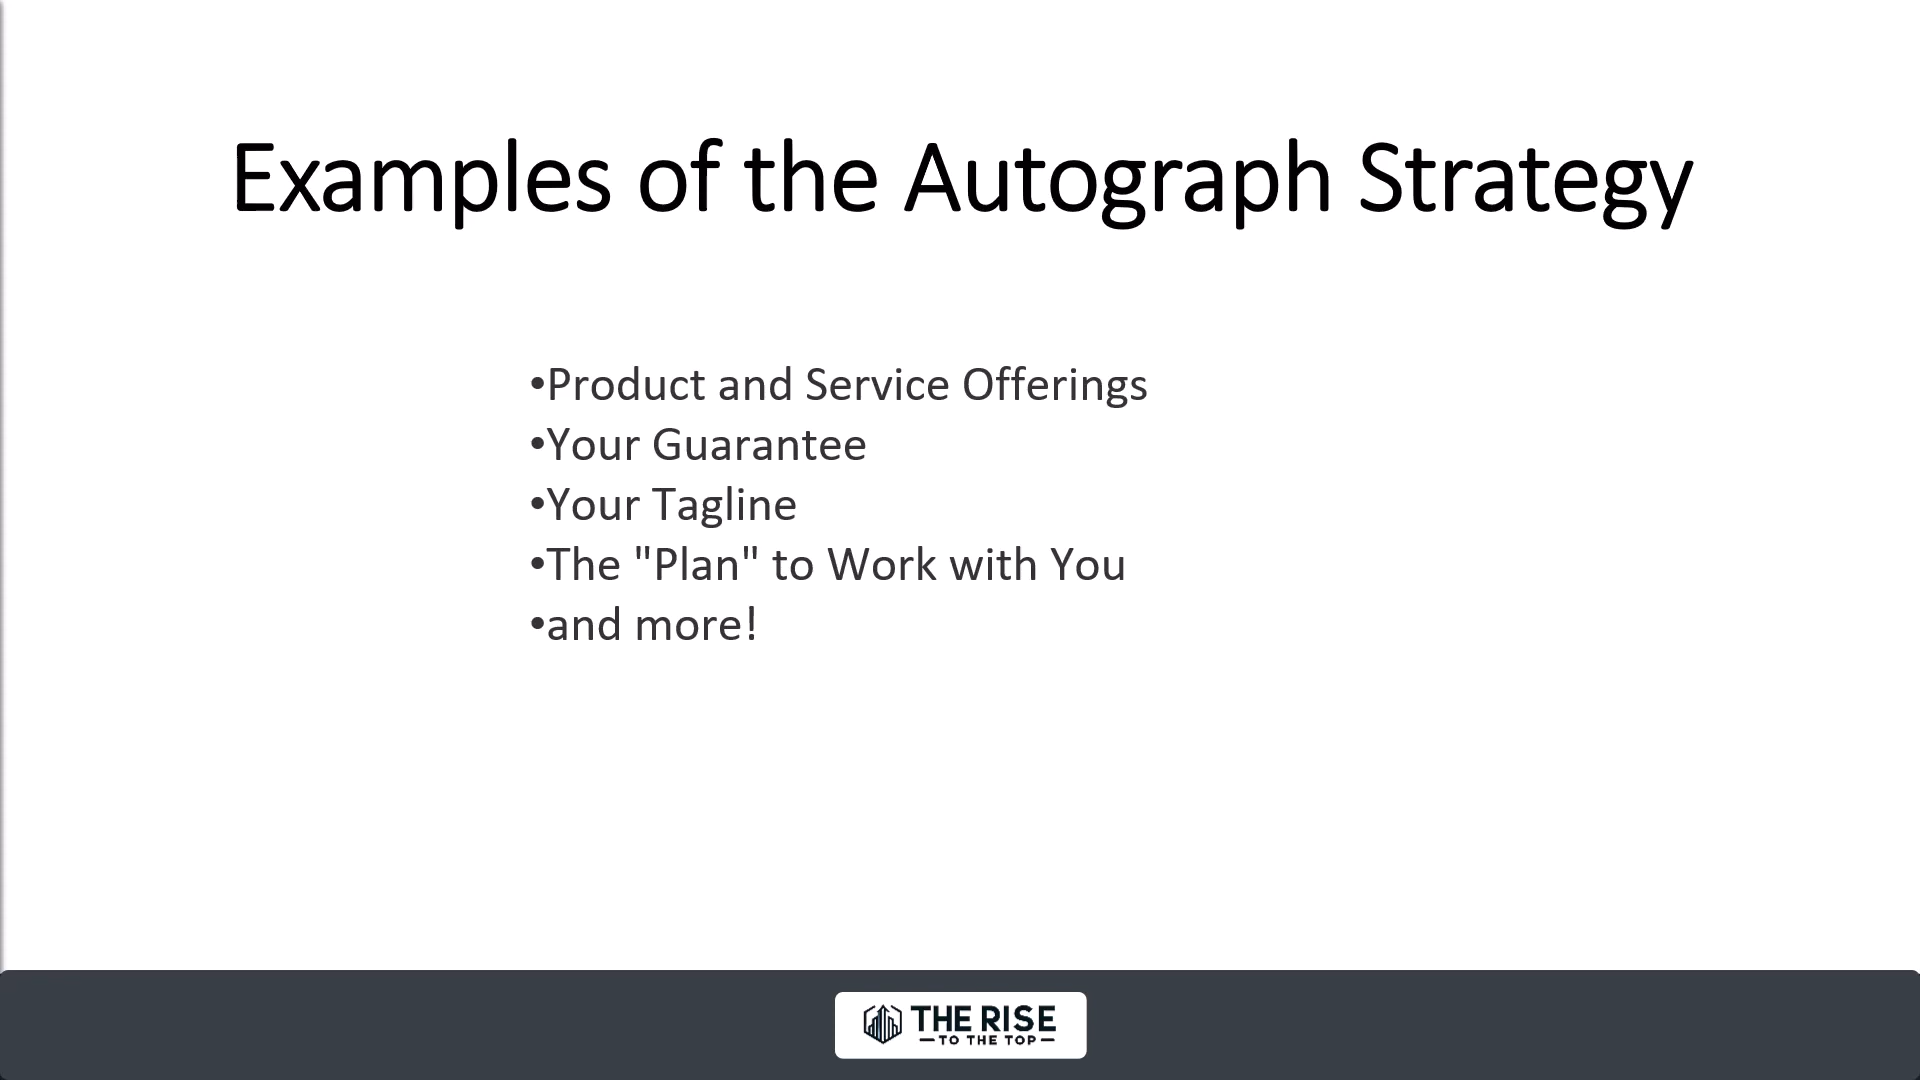 Examples of the Autograph Strategy
•Product and Service Offerings
•Your Guarantee
•Your Tagline
•The "Plan" to Work with You
•and more!
THE RISE
TO THE TOP